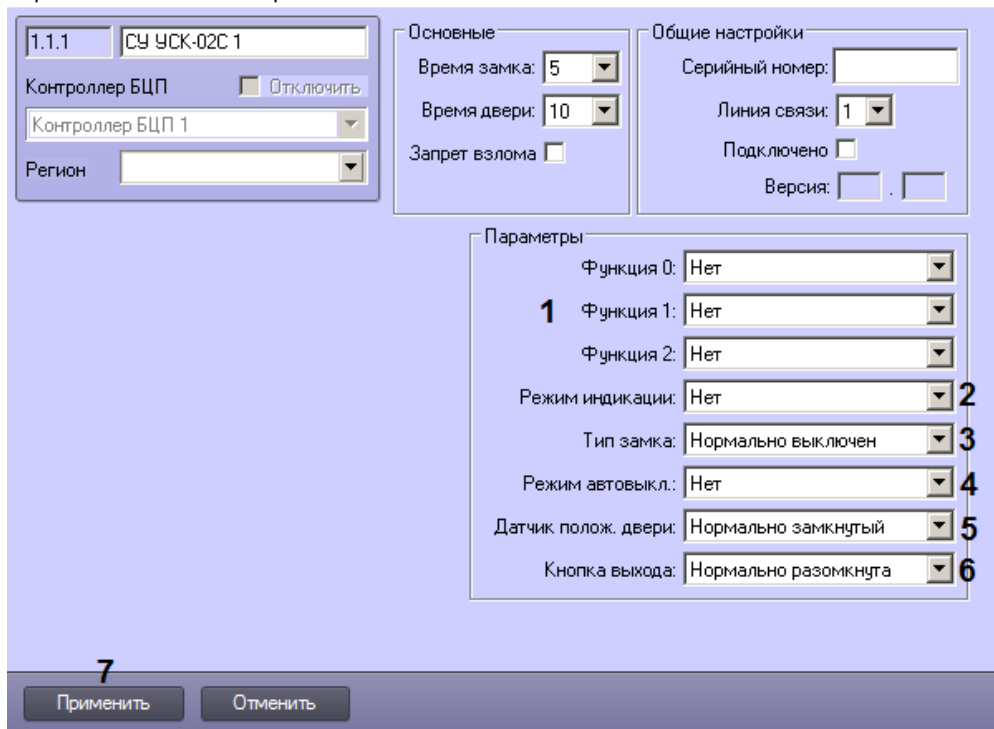 1.1.1 СУ УСК-02С 1
Контроллер БЦП Отключить
Контроллер БЦП 1
Регион
Основные
Время замка: 5
Время двери: 10
Запрет взлома
Общие настройки
Серийный номер:
Линия связи: 1
Подключено
Версия: .
Параметры
Функция 0: Нет
1 Функция 1: Нет
Функция 2: Нет
Режим индикации: Нет 2
Тип замка: Нормально выключен 3
Режим автовыкл.: Нет 4
Датчик полож. двери: Нормально замкнутый 5
Кнопка выхода: Нормально разомкнута 6
7
Применить Отменить